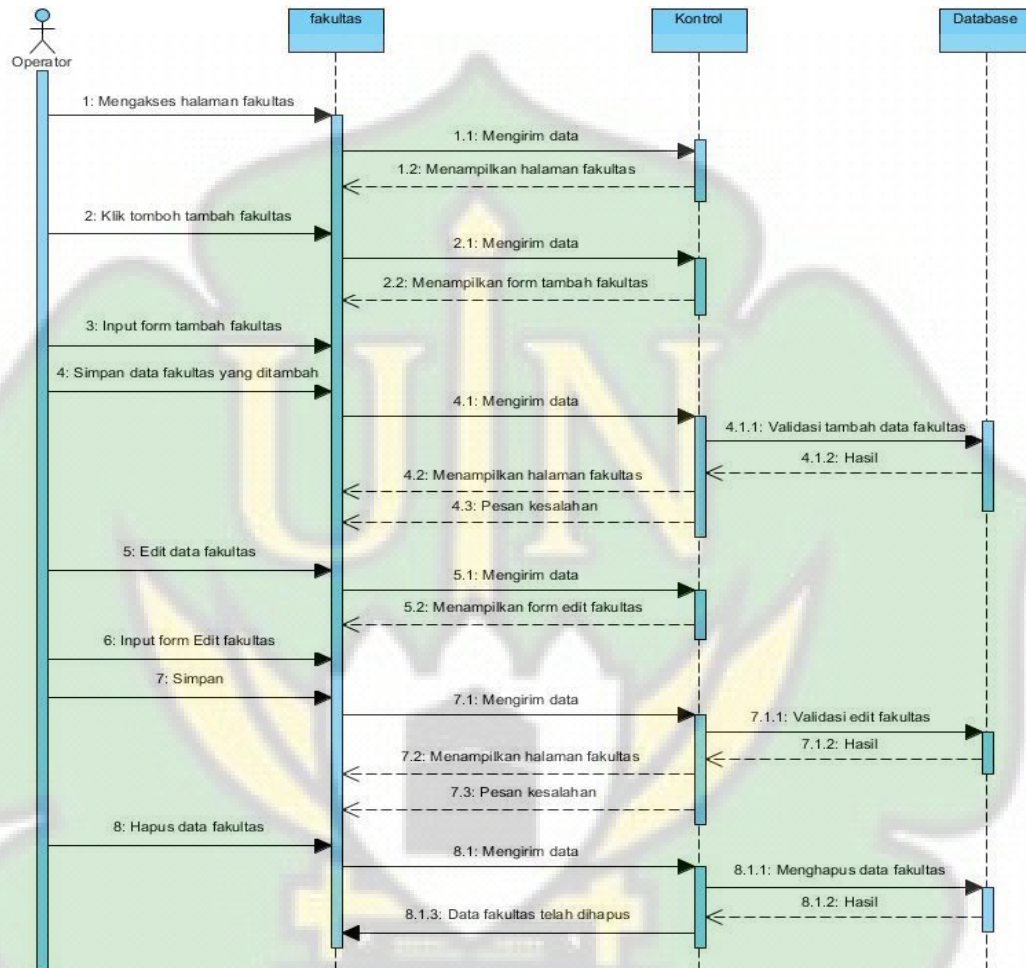 fakultas
Kontrol
Database
Operator
1: Mengakses halaman fakultas
1.1: Mengirim data
1.2: Menampilkan halaman fakultas
2: Klik tomboh tambah fakultas
2.1: Mengirim data
2.2: Menampilkan form tambah fakultas
3: Input form tambah fakultas
4: Simpan data fakultas yang ditambah
4.1: Mengirim data
4.1.1: Validasi tambah data fakultas
4.1.2: Hasil
4.2: Menampilkan halaman fakultas
4.3: Pesan kesalahan
5: Edit data fakultas
5.1: Mengirim data
5.2: Menampilkan form edit fakultas
6: Input form Edit fakultas
7: Simpan
7.1: Mengirim data
7.1.1: Validasi edit fakultas
7.1.2: Hasil
7.2: Menampilkan halaman fakultas
7.3: Pesan kesalahan
8: Hapus data fakultas
8.1: Mengirim data
8.1.1: Menghapus data fakultas
8.1.2: Hasil
8.1.3: Data fakultas telah dihapus
UIN